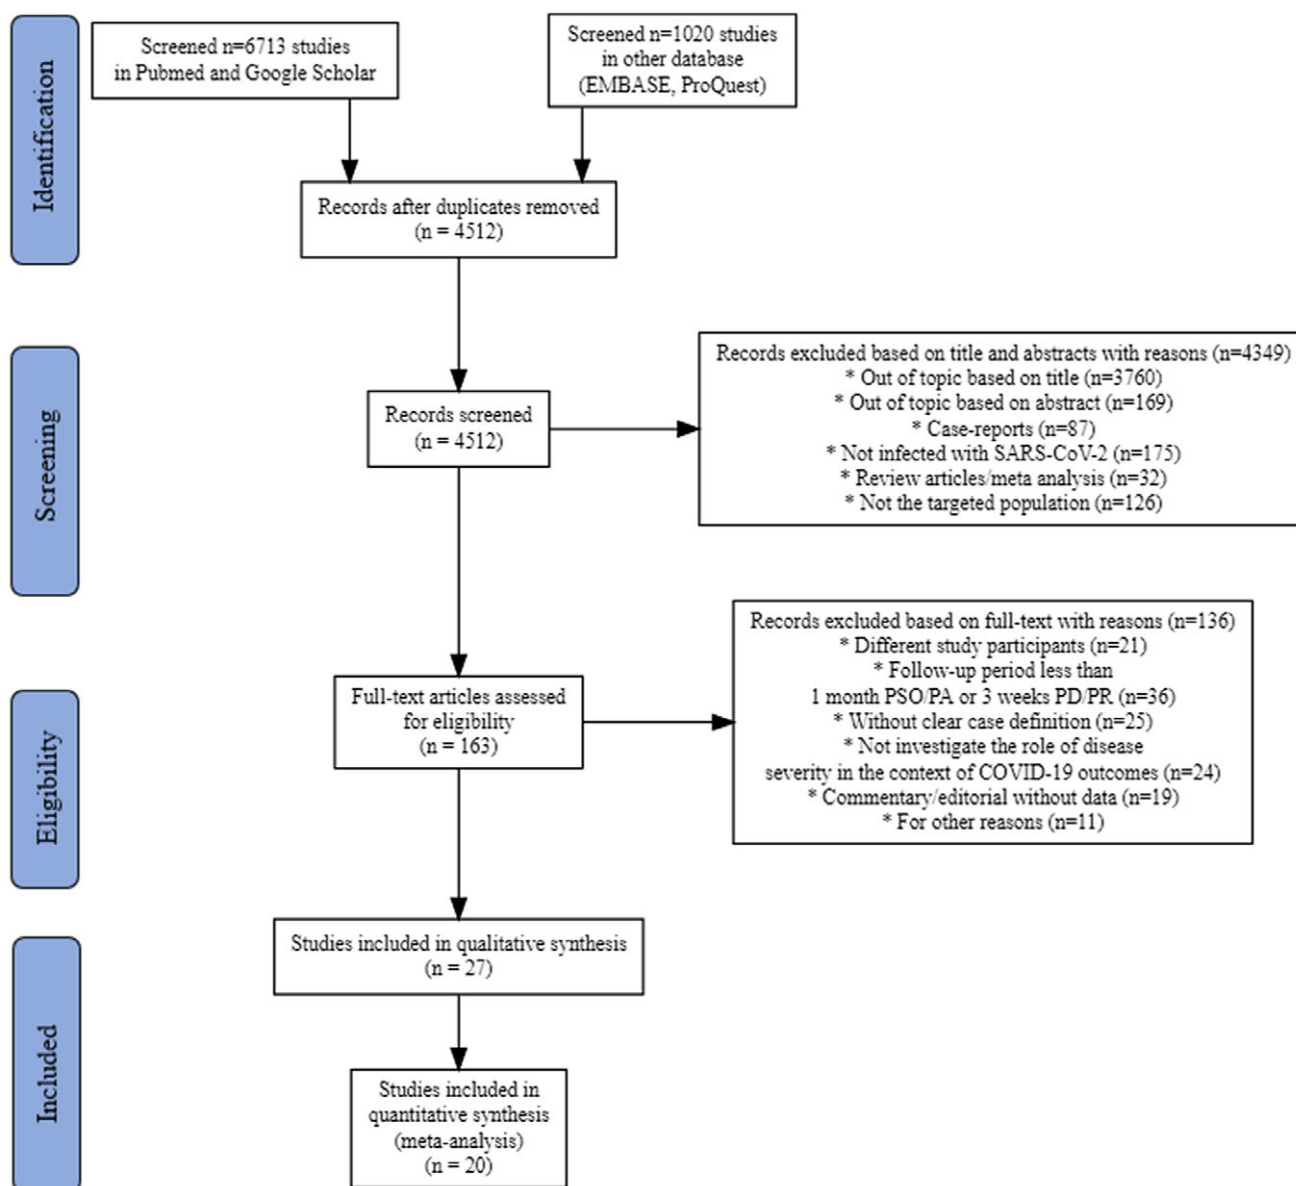 Identification
Screened n=6713 studies
in Pubmed and Google Scholar
Screened n=1020 studies
in other database
(EMBASE, ProQuest)
Records after duplicates removed
(n = 4512)
Screening
Records screened
(n = 4512)
Records excluded based on title and abstracts with reasons (n=4349)
* Out of topic based on title (n=3760)
* Out of topic based on abstract (n=169)
* Case-reports (n=87)
* Not infected with SARS-CoV-2 (n=175)
* Review articles/meta analysis (n=32)
* Not the targeted population (n=126)
Eligibility
Full-text articles assessed
for eligibility
(n = 163)
Records excluded based on full-text with reasons (n=136)
* Different study participants (n=21)
* Follow-up period less than
1 month PSO/PA or 3 weeks PD/PR (n=36)
* Without clear case definition (n=25)
* Not investigate the role of disease
severity in the context of COVID-19 outcomes (n=24)
* Commentary/editorial without data (n=19)
* For other reasons (n=11)
Included
Studies included in qualitative synthesis
(n = 27)
Studies included in
quantitative synthesis
(meta-analysis)
(n = 20)